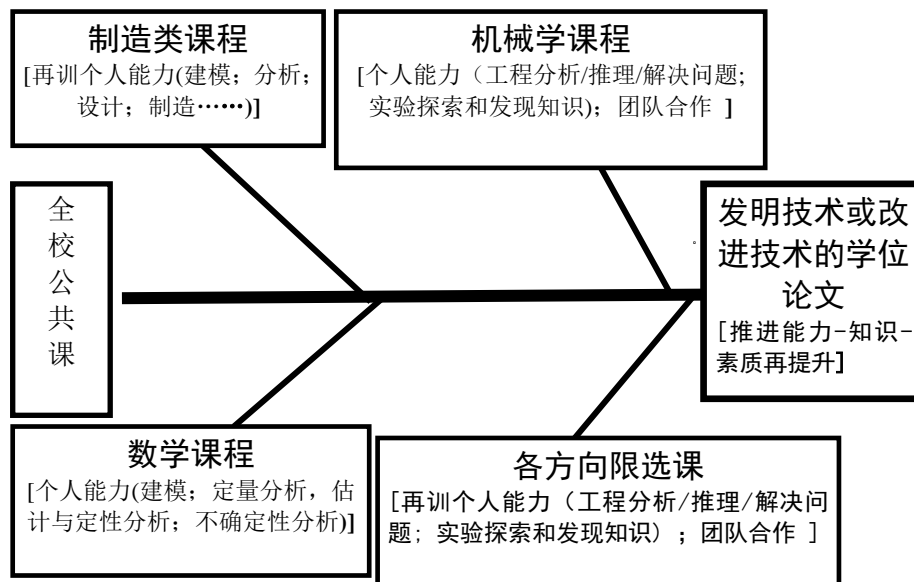 制造类课程
[再训个人能力(建模；分析；
设计；制造……)]
机械学课程
[个人能力（工程分析/推理/解决问题;
实验探索和发现知识)；团队合作 ]
全
校
公
共
课
发明技术或改
进技术的学位
论文
[推进能力-知识-
素质再提升]
数学课程
[个人能力(建模；定量分析，估
计与定性分析；不确定性分析)]
各方向限选课
[再训个人能力（工程分析/推理/解决问
题; 实验探索和发现知识）；团队合作 ]